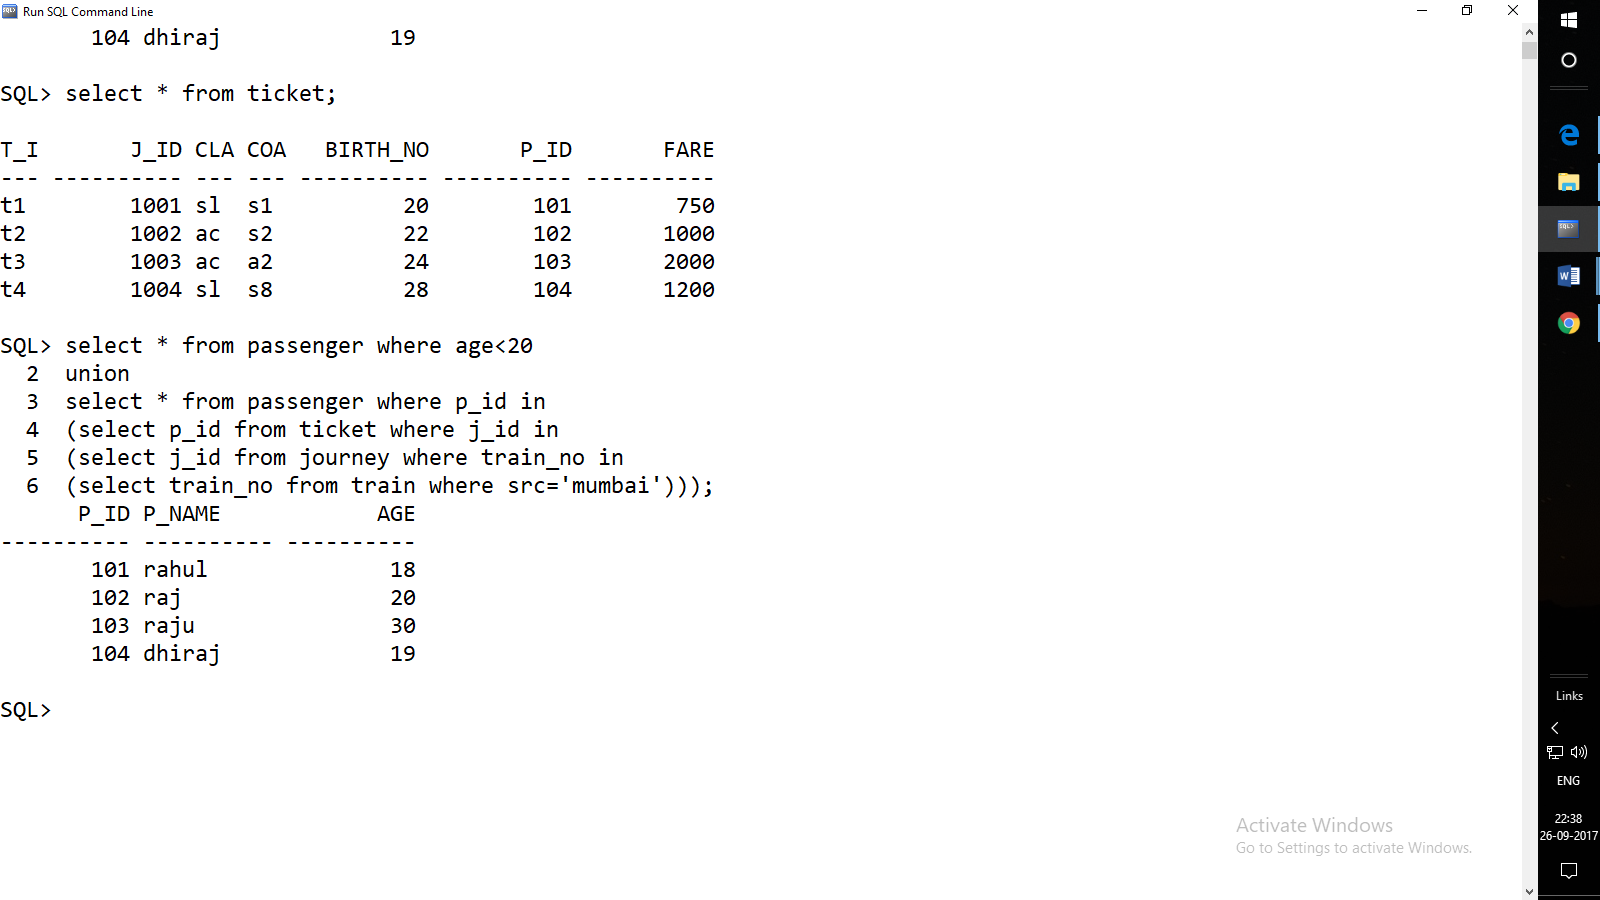 Run SQL Command Line
104 dhiraj 19
SQL> select * from ticket;
T_I J_ID CLA COA BIRTH_NO P_ID FARE
--- ---------- --- --- ---------- ---------- ----------
t1 1001 sl s1 20 101 750
t2 1002 ac s2 22 102 1000
t3 1003 ac a2 24 103 2000
t4 1004 sl s8 28 104 1200
SQL> select * from passenger where age<20
2 union
3 select * from passenger where p_id in
4 (select p_id from ticket where j_id in
5 (select j_id from journey where train_no in
6 (select train_no from train where src='mumbai')));
P_ID P_NAME AGE
---------- ---------- ----------
101 rahul 18
102 raj 20
103 raju 30
104 dhiraj 19
SQL>
Activate Windows
Go to Settings to activate Windows.
Links
ENG
22:38
26-09-2017